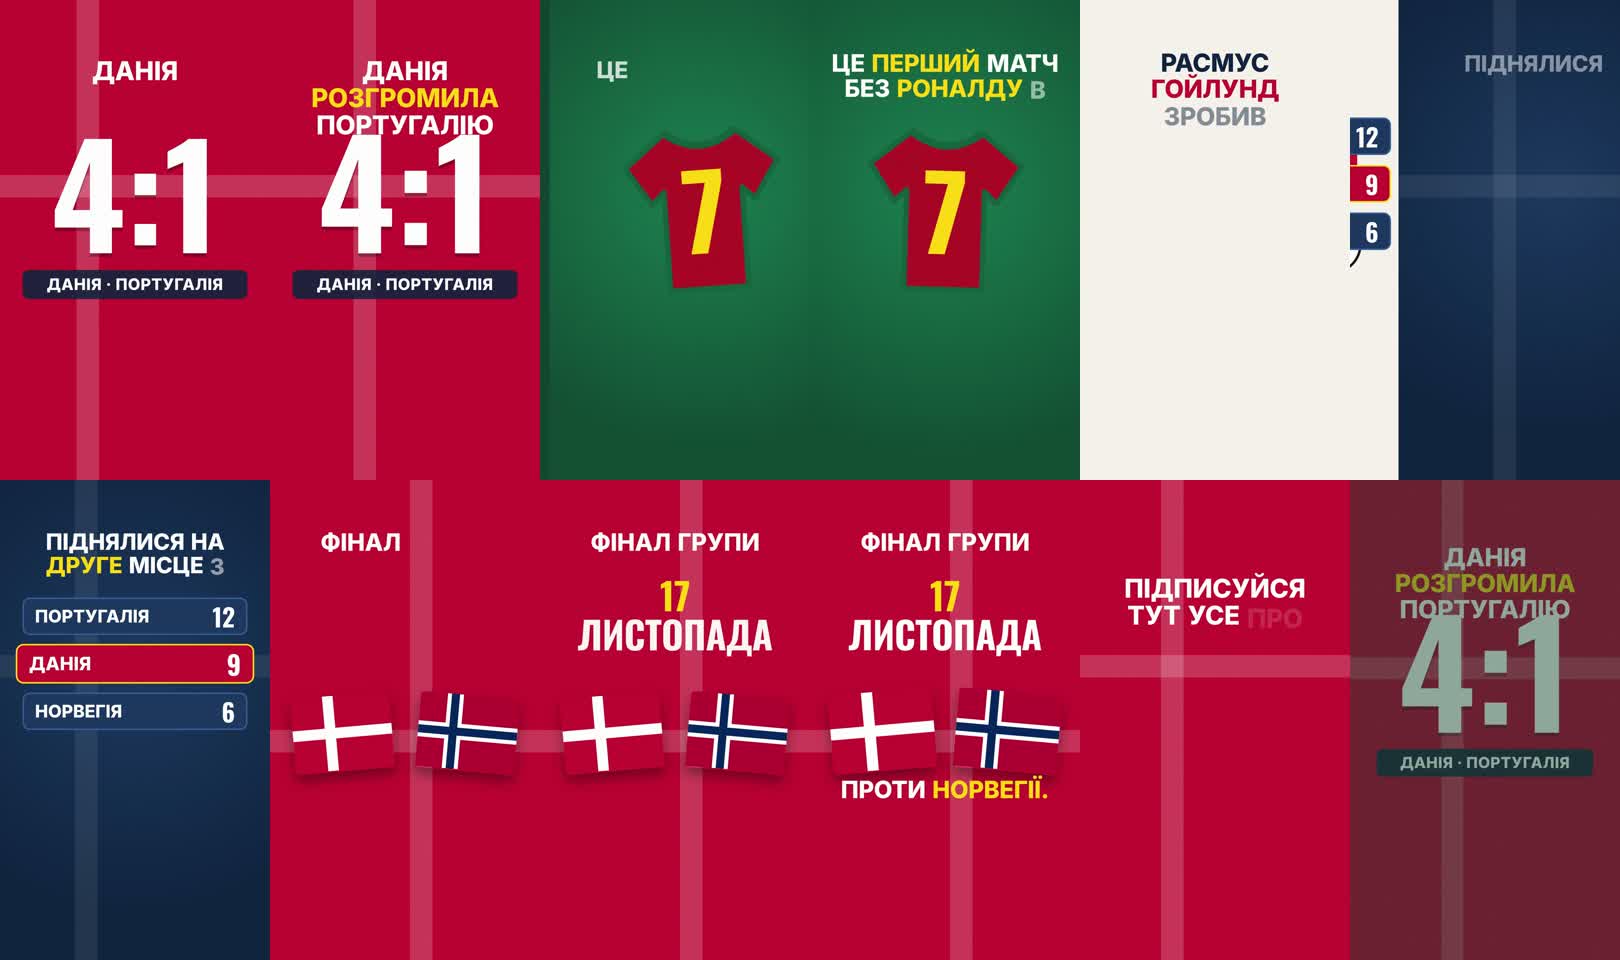 ДАНІЯ
4:1
ДАНІЯ · ПОРТУГАЛІЯ
ДАНІЯ
РОЗГРОМИЛА
ПОРТУГАЛІЮ
4:1
ДАНІЯ · ПОРТУГАЛІЯ
ЦЕ
7
ЦЕ ПЕРШИЙ МАТЧ
БЕЗ РОНАЛДУ В
7
РАСМУС
ГОЙЛУНД
ЗРОБИВ
12
9
6
ПІДНЯЛИСЯ
ПІДНЯЛИСЯ НА
ДРУГЕ МІСЦЕ З
ПОРТУГАЛІЯ 12
ДАНІЯ 9
НОРВЕГІЯ 6
ФІНАЛ
ФІНАЛ ГРУПИ
17
ЛИСТОПАДА
ФІНАЛ ГРУПИ
17
ЛИСТОПАДА
ПРОТИ НОРВЕГІЇ.
ПІДПИСУЙСЯ
ТУТ УСЕ ПРО
ДАНІЯ
РОЗГРОМИЛА
ПОРТУГАЛІЮ
4:1
ДАНІЯ · ПОРТУГАЛІЯ